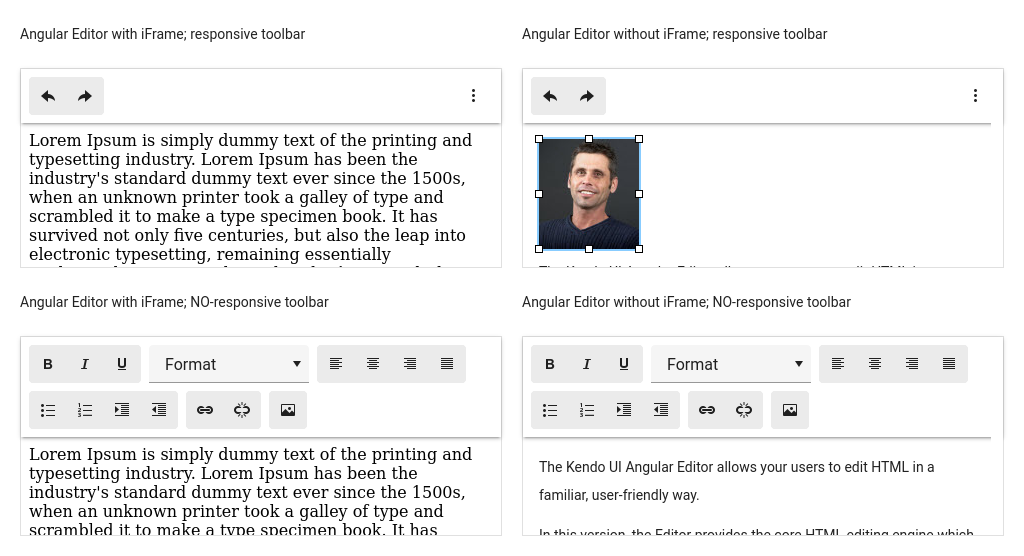 Angular Editor with iFrame; responsive toolbar
Lorem Ipsum is simply dummy text of the printing and
typesetting industry. Lorem Ipsum has been the
industry's standard dummy text ever since the 1500s,
when an unknown printer took a galley of type and
scrambled it to make a type specimen book. It has
survived not only five centuries, but also the leap into
electronic typesetting, remaining essentially
Angular Editor without iFrame; responsive toolbar
Angular Editor with iFrame; NO-responsive toolbar
B I U Format
Lorem Ipsum is simply dummy text of the printing and
typesetting industry. Lorem Ipsum has been the
industry's standard dummy text ever since the 1500s,
when an unknown printer took a galley of type and
scrambled it to make a type specimen book. It has
Angular Editor without iFrame; NO-responsive toolbar
B I U Format
The Kendo UI Angular Editor allows your users to edit HTML in a
familiar, user-friendly way.
In this version, the Editor provides the core HTML editing engine which